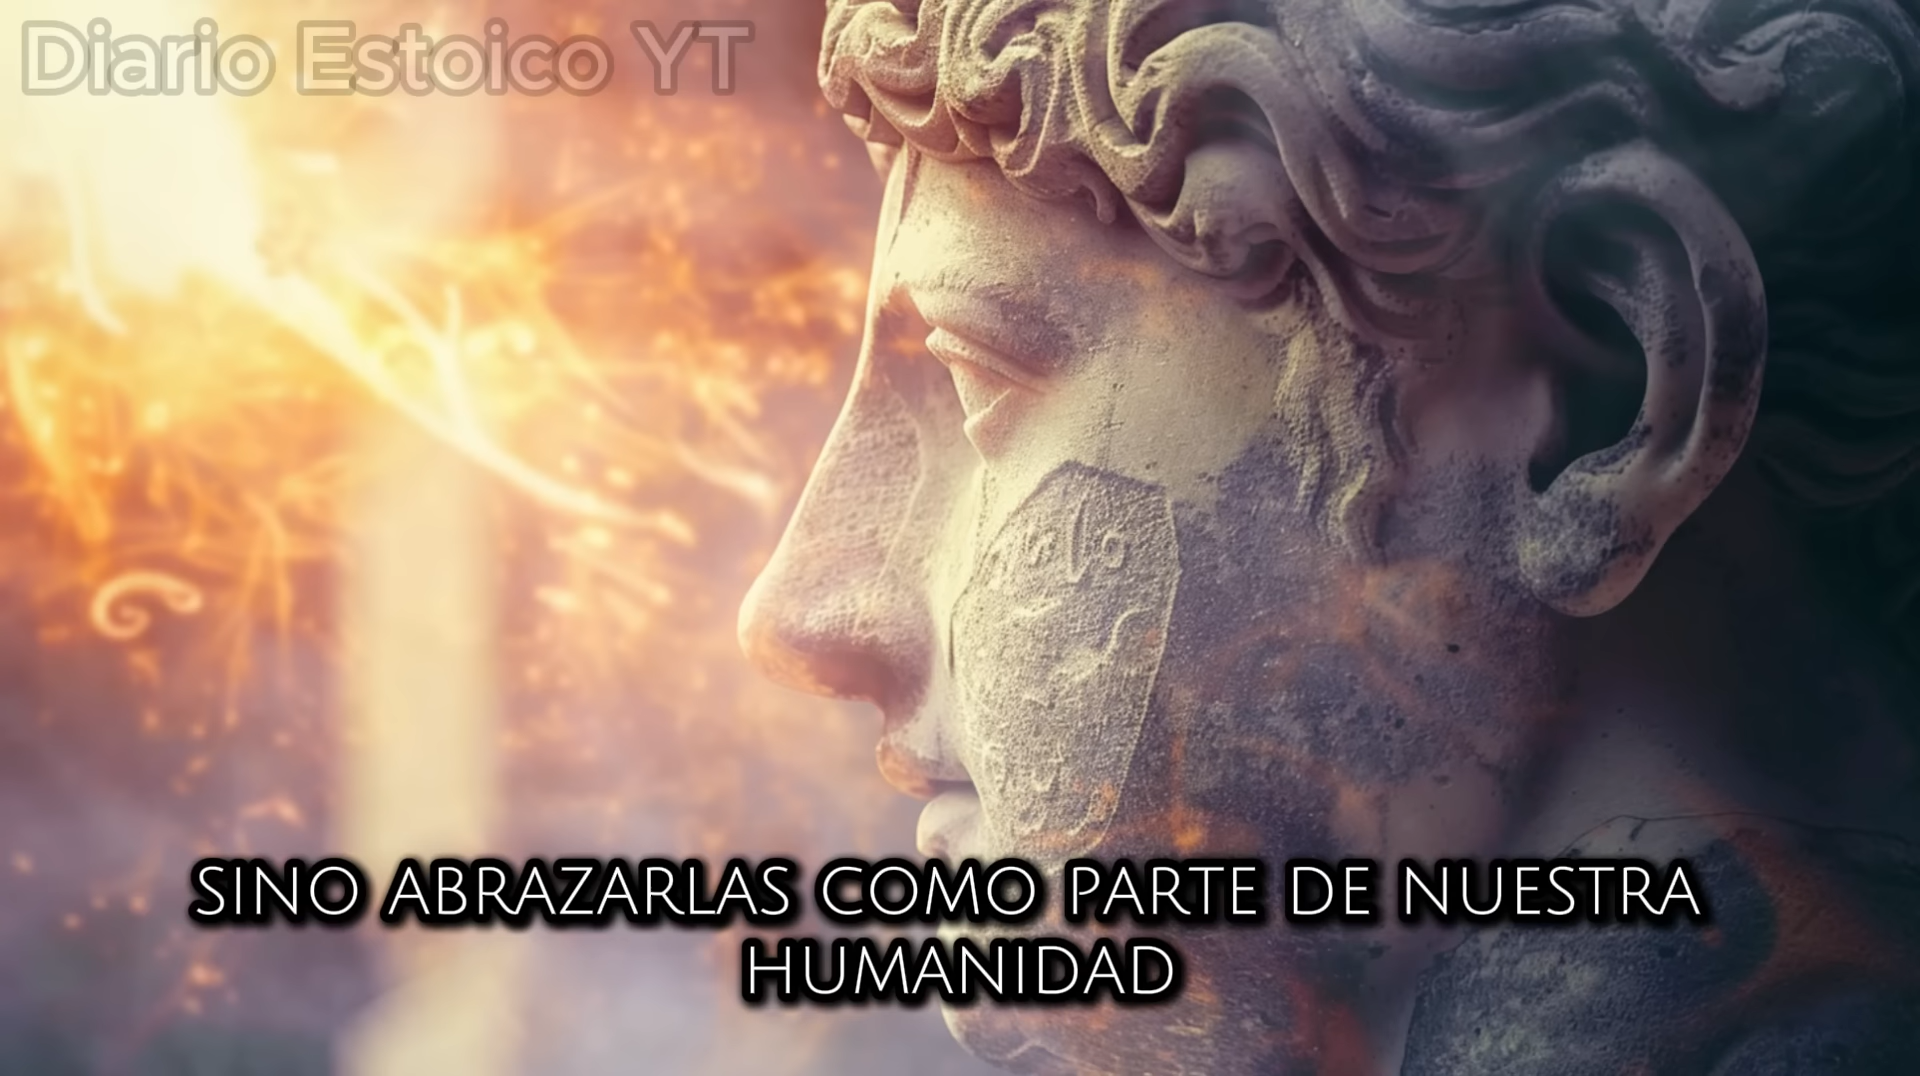 Diario Estoico YT
SINO ABRAZARLAS COMO PARTE DE NUESTRA
HUMANIDAD